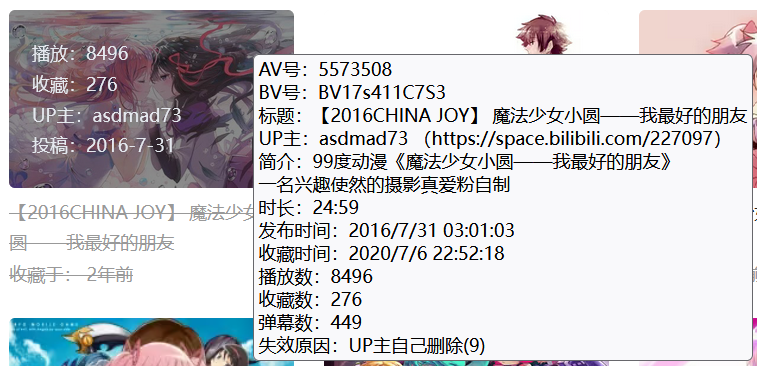 播放：8496
收藏：276
UP主：asdmad73
投稿：2016-7-31
【2016CHINA JOY】 魔法少女
圆——我最好的朋友
收藏于： 2年前
AV号：5573508
BV号：BV17s411C7S3
标题：【2016CHINA JOY】 魔法少女小圆——我最好的朋友
UP主：asdmad73 （https://space.bilibili.com/227097）
简介：99度动漫《魔法少女小圆——我最好的朋友》
一名兴趣使然的摄影真爱粉自制
时长：24:59
发布时间：2016/7/31 03:01:03
收藏时间：2020/7/6 22:52:18
播放数：8496
收藏数：276
弹幕数：449
失效原因：UP主自己删除(9)